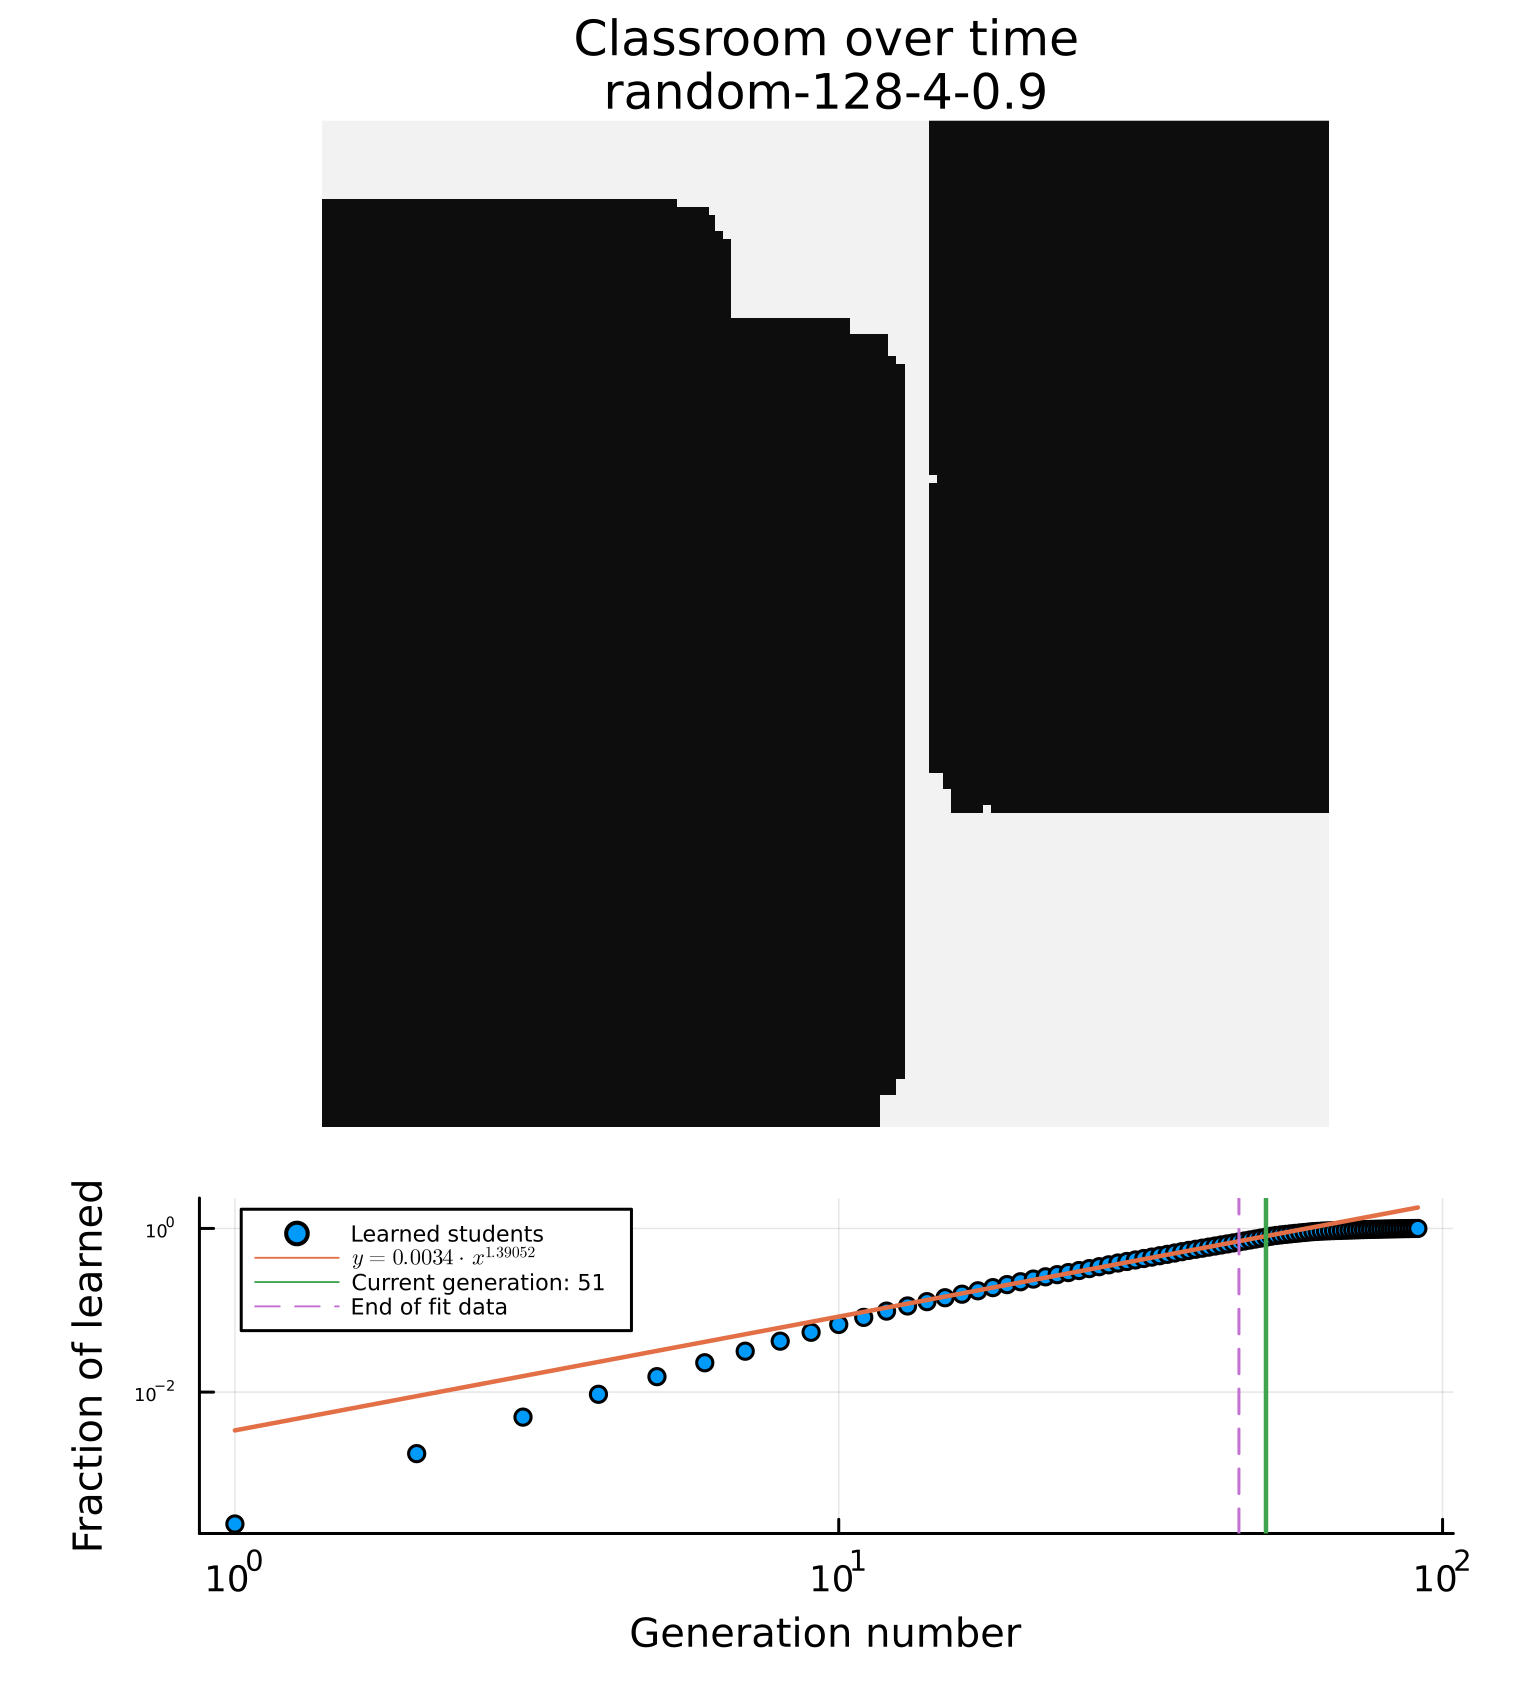 Classroom over time
random-128-4-0.9
Fraction of learned
10⁰
10⁻²
Learned students
y = 0.0034 · x^1.39052
Current generation: 51
End of fit data
10⁰
10¹
10²
Generation number